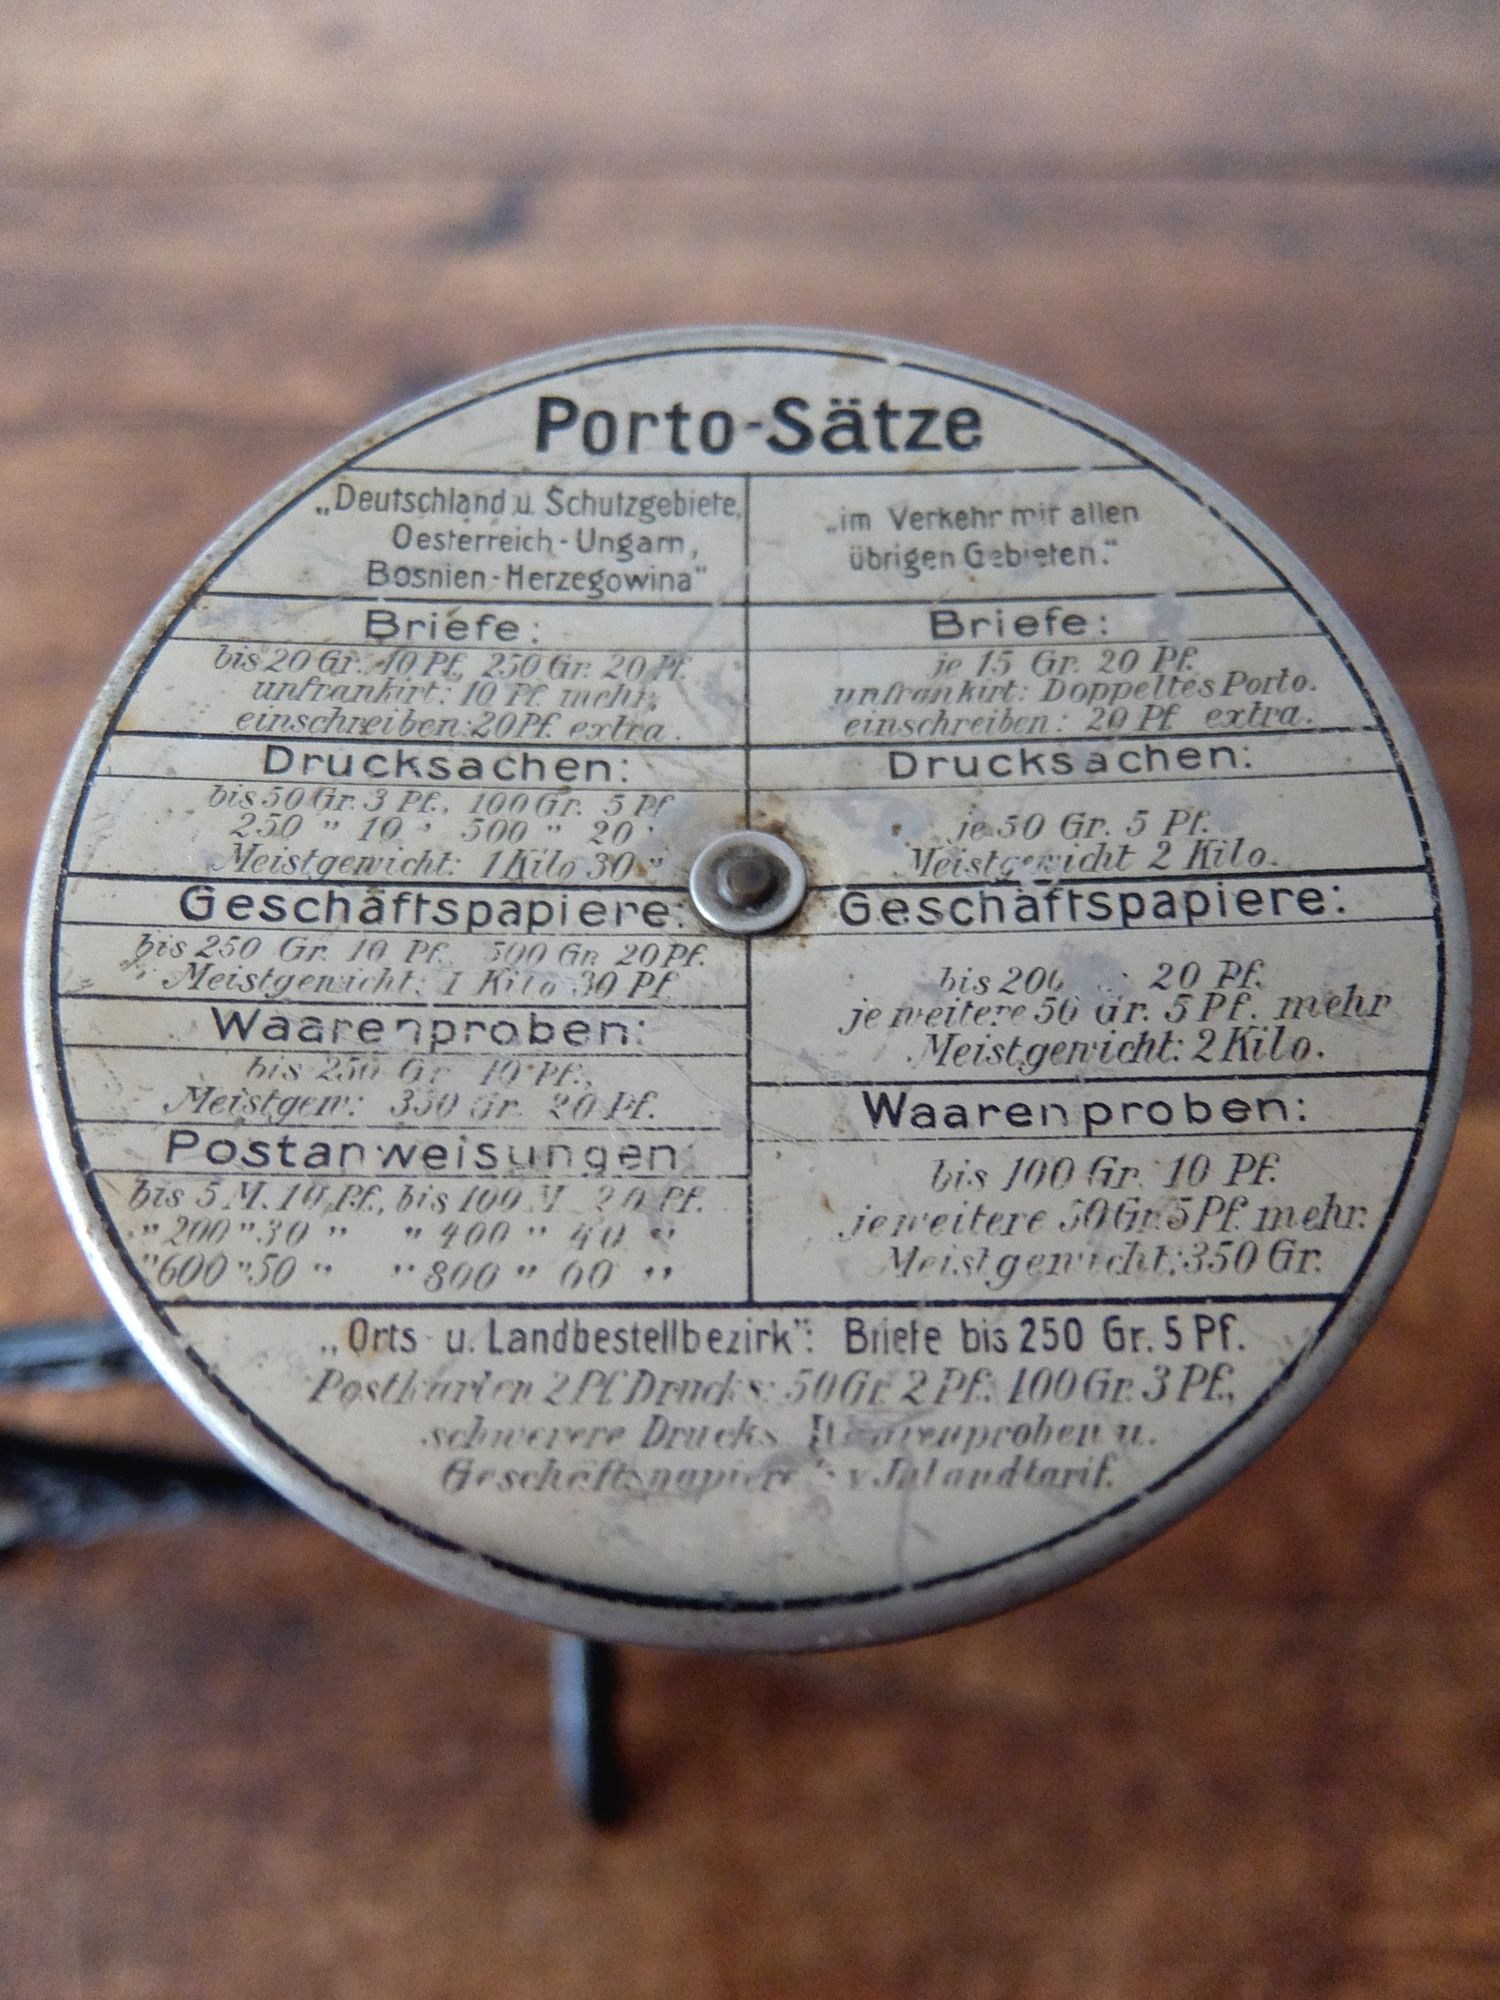 Porto-Sätze
„Deutschland u. Schutzgebiete,
Oesterreich-Ungarn,
Bosnien-Herzegowina"
Briefe:
bis 20 Gr. 10 Pf., 250 Gr. 20 Pf.
unfrankirt: 10 Pf. mehr,
einschreiben: 20 Pf. extra.
Drucksachen:
bis 50 Gr. 3 Pf., 100 Gr. 5 Pf
250 " 10 " 500 " 20 "
Meistgewicht: 1 Kilo 30 "
Geschäftspapiere:
bis 250 Gr. 10 Pf. 500 Gr. 20 Pf.
Meistgewicht: 1 Kilo 30 Pf.
Waarenproben:
bis 250 Gr 10 Pf.,
Meistgew: 350 Gr. 20 Pf.
Postanweisungen:
bis 5 M. 10 Pf., bis 100 M 20 Pf.
" 200 " 30 " " 400 " 40 "
" 600 " 50 " " 800 " 60 "
„im Verkehr mit allen
übrigen Gebieten."
Briefe:
je 15 Gr. 20 Pf.
unfrankirt: Doppeltes Porto.
einschreiben: 20 Pf extra.
Drucksachen:
je 50 Gr. 5 Pf.
Meistgewicht 2 Kilo.
Geschäftspapiere:
bis 20 Pf.
je weitere 50 Gr. 5 Pf. mehr
Meistgewicht: 2 Kilo.
Waarenproben:
bis 100 Gr. 10 Pf.
je weitere 50 Gr. 5 Pf. mehr.
Meistgewicht: 350 Gr.
„Orts- u. Landbestellbezirk": Briefe bis 250 Gr. 5 Pf.
Postkarten 2 Pf. Drucks: 50 Gr. 2 Pf. 100 Gr. 3 Pf.,
schwerere Drucks. Waarenproben u.
Geschäftspapiere Inlandtarif.